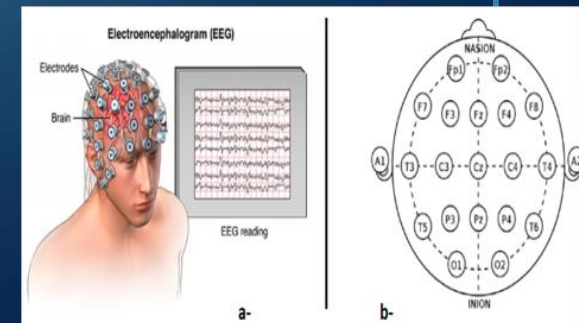 Electroencephalogram (EEG)
Electrodes
Brain
EEG reading
a-
NASION
Fp1 Fp2
F7 F3 Fz F4 F8
A1 T3 C3 Cz C4 T4 A2
T5 P3 Pz P4 T6
O1 O2
INION
b-